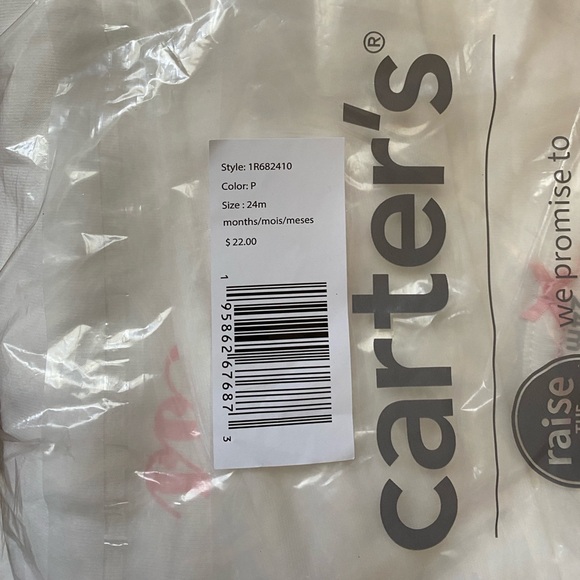 Style: 1R682410
Color: P
Size : 24m
months/mois/meses
$ 22.00
1 95862 67687 3
carter's®
we promise to
raise
THE